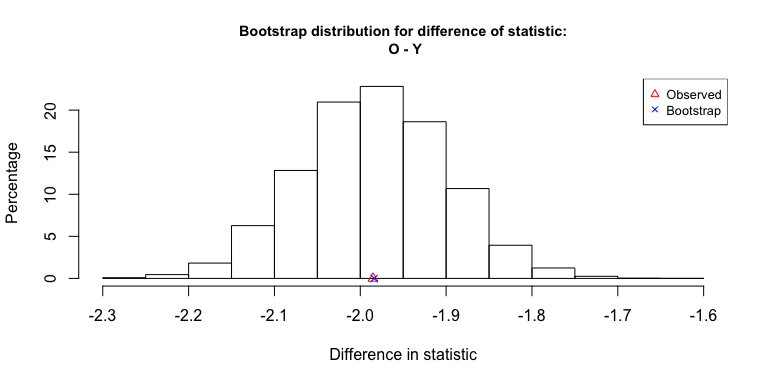 Bootstrap distribution for difference of statistic:
O - Y
Observed
Bootstrap
Percentage
20
15
10
5
0
-2.3 -2.2 -2.1 -2.0 -1.9 -1.8 -1.7 -1.6
Difference in statistic